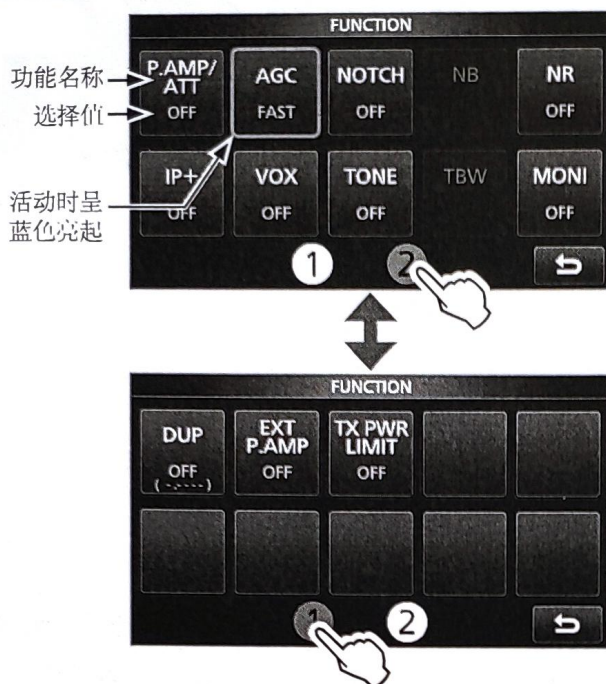 FUNCTION
功能名称
选择值
活动时呈
蓝色亮起
P.AMP/
ATT
OFF
AGC
FAST
NOTCH
OFF
NB
NR
OFF
IP+
OFF
VOX
OFF
TONE
OFF
TBW
MONI
OFF
1
2
FUNCTION
DUP
OFF
(-.----)
EXT
P.AMP
OFF
TX PWR
LIMIT
OFF
1
2